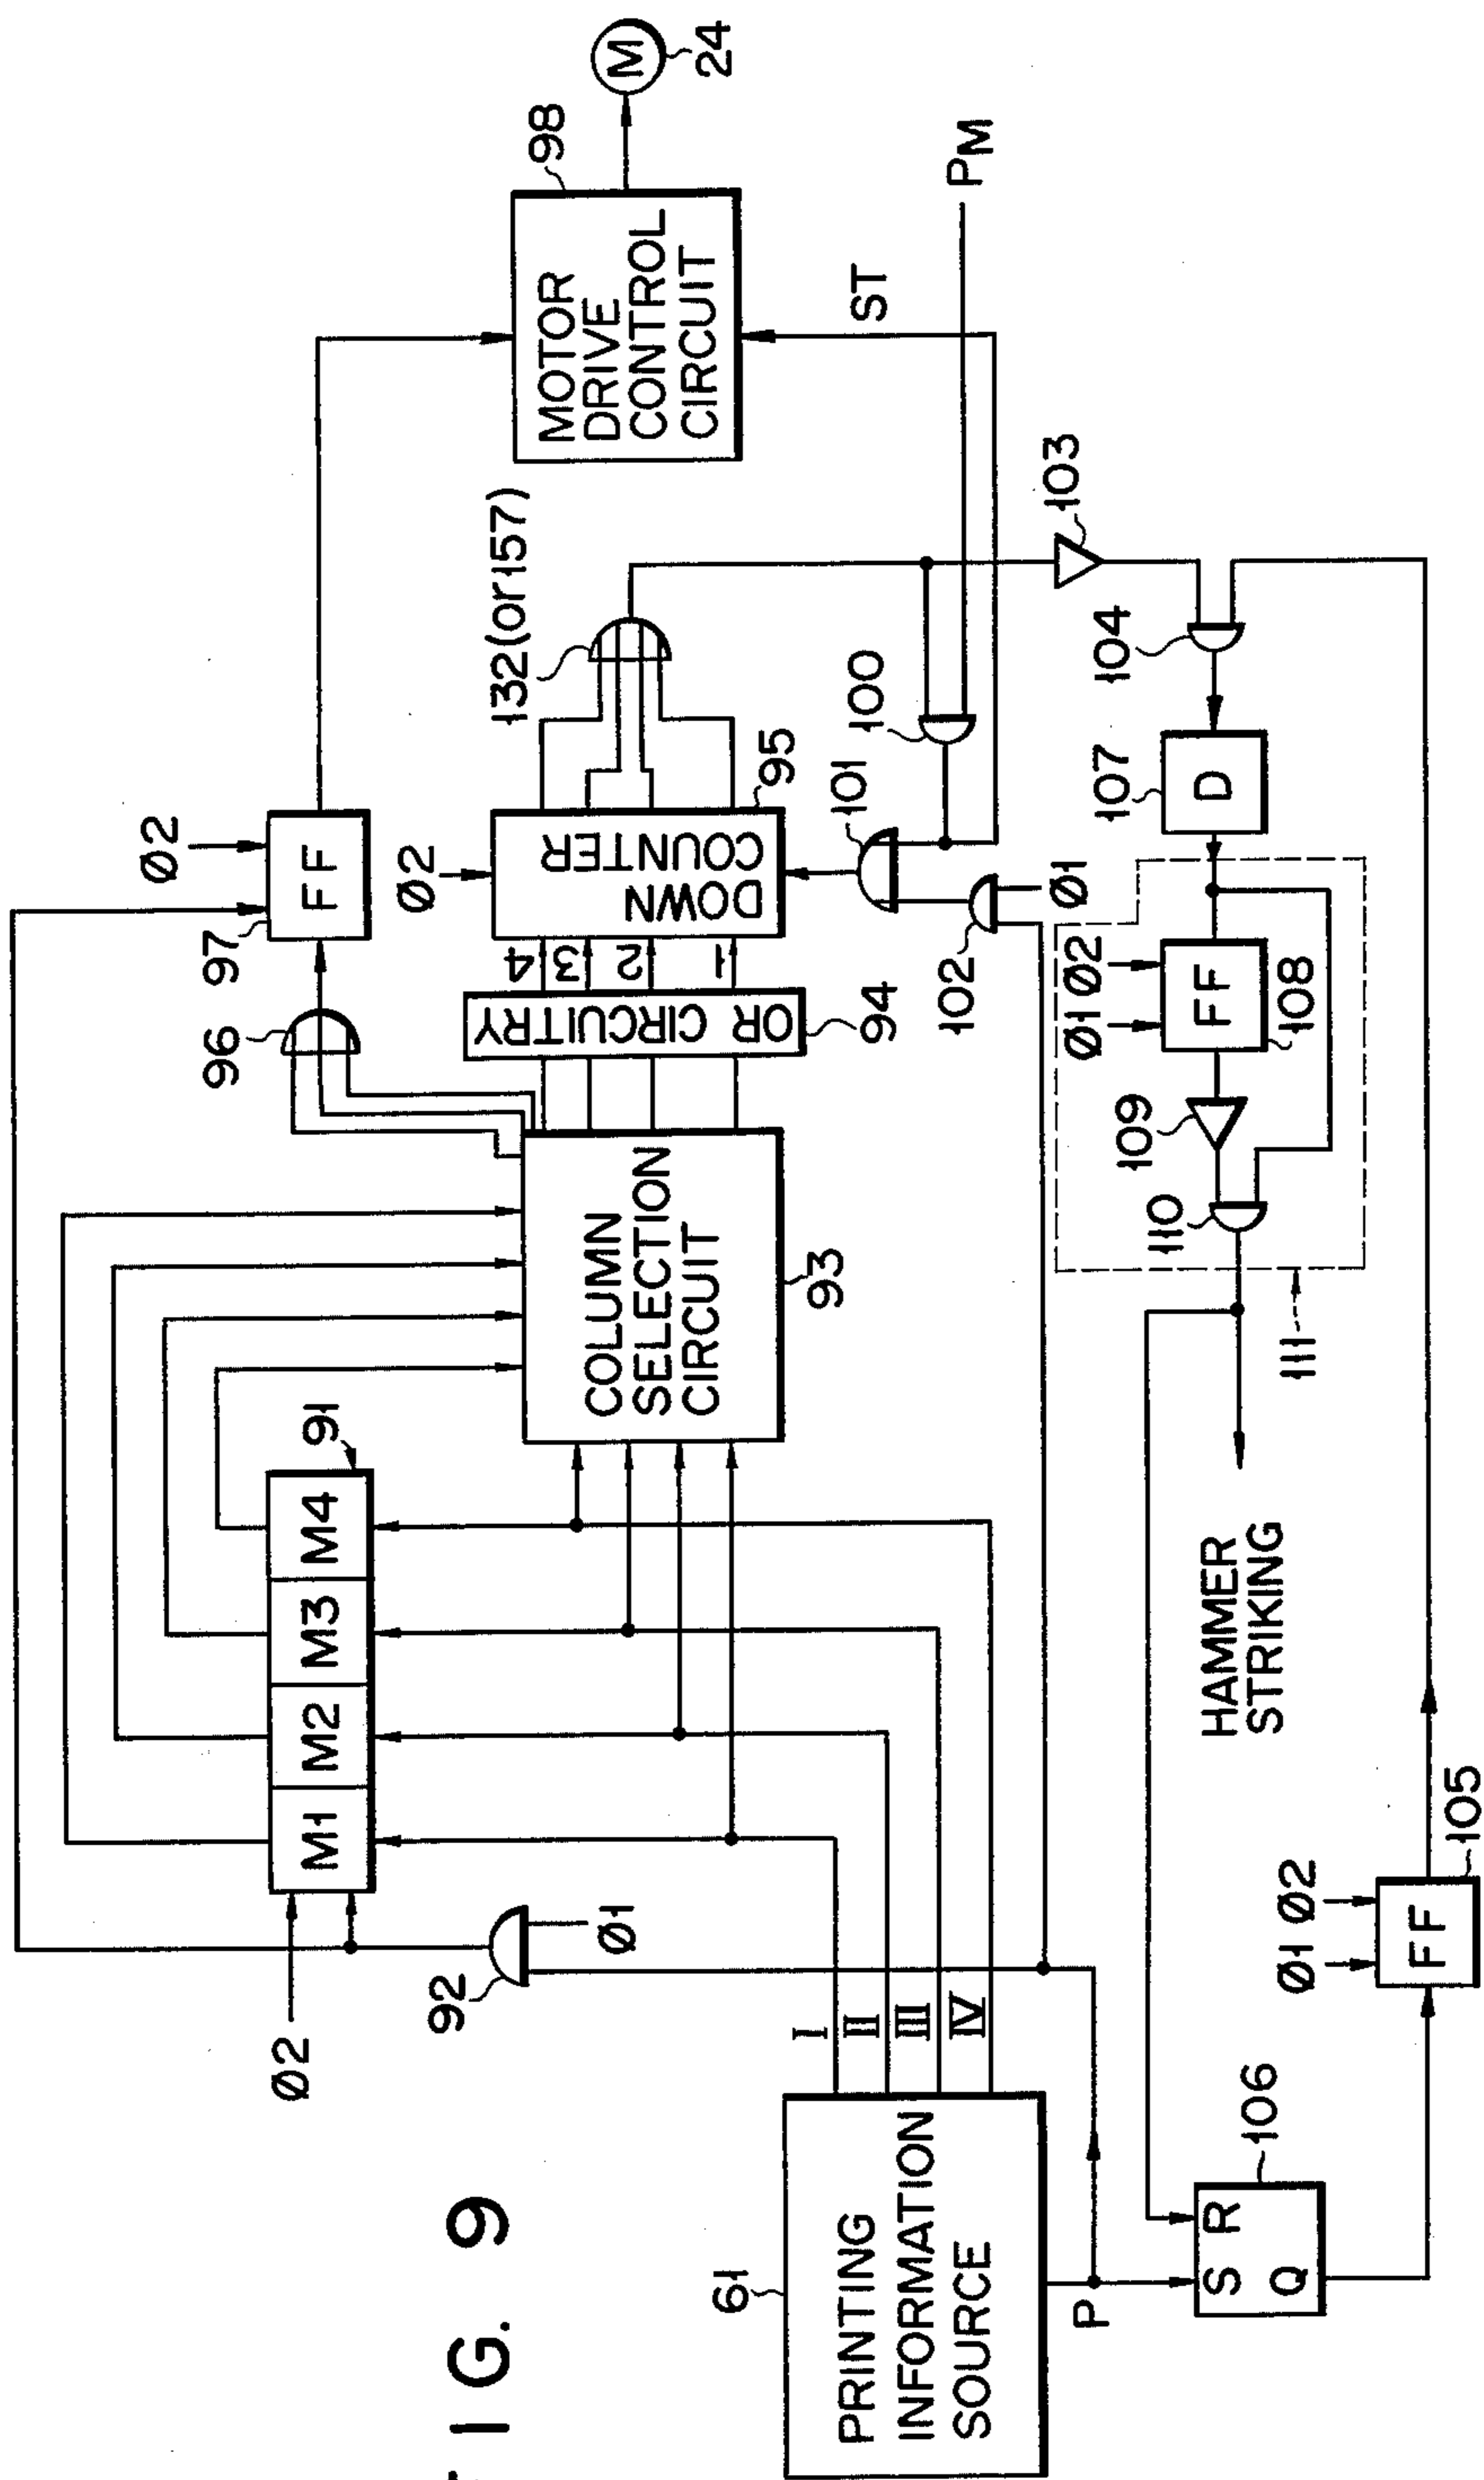 FIG. 9
61
PRINTING
INFORMATION
SOURCE
P
I
II
III
IV
S R
Q
106
Ø1 Ø2
FF
105
92
Ø1
Ø2
M1 M2 M3 M4
91
COLUMN
SELECTION
CIRCUIT
93
96
97
FF
Ø2
OR CIRCUITRY
94
4
3
2
1
Ø2
DOWN
COUNTER
95
132(or157)
101
102
Ø1
100
MOTOR
DRIVE
CONTROL
CIRCUIT
98
M
24
ST
PM
103
104
107
D
Ø1 Ø2
FF
108
109
110
111
HAMMER
STRIKING